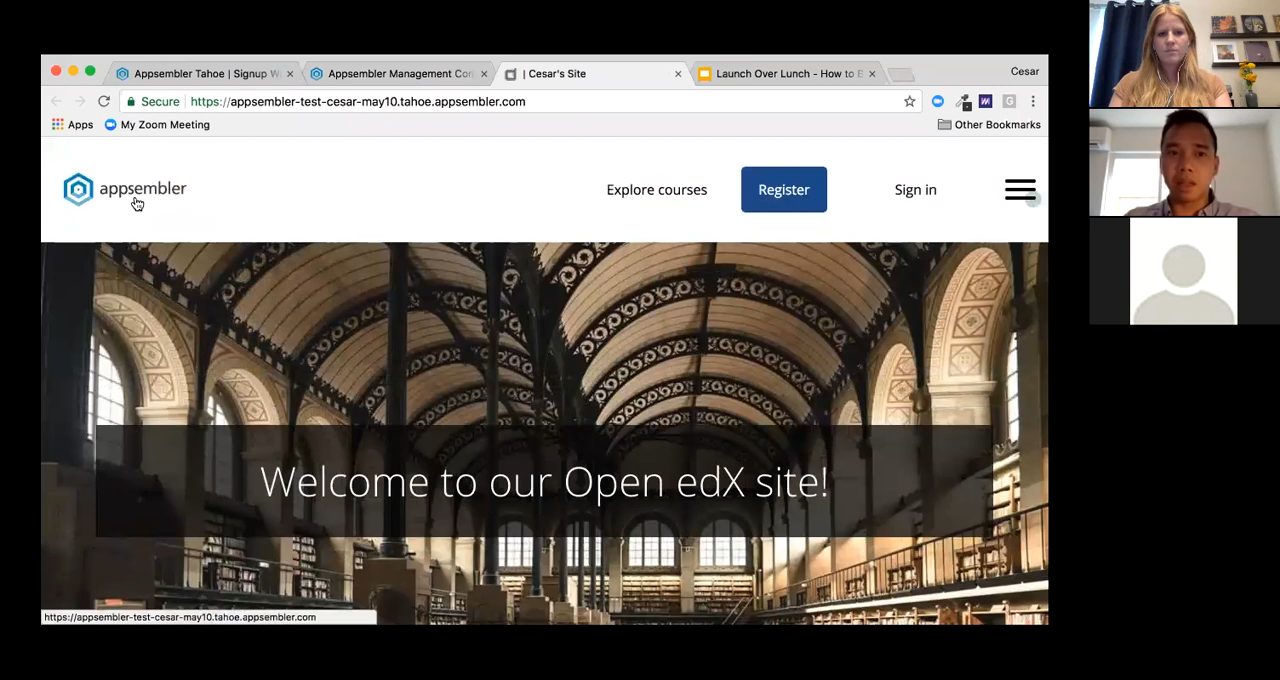 Appsembler Tahoe | Signup W
Appsembler Management Con
| Cesar's Site
Launch Over Lunch - How to B
Cesar
Secure
https://appsembler-test-cesar-may10.tahoe.appsembler.com
Apps
My Zoom Meeting
Other Bookmarks
appsembler
Explore courses
Register
Sign in
Welcome to our Open edX site!
https://appsembler-test-cesar-may10.tahoe.appsembler.com